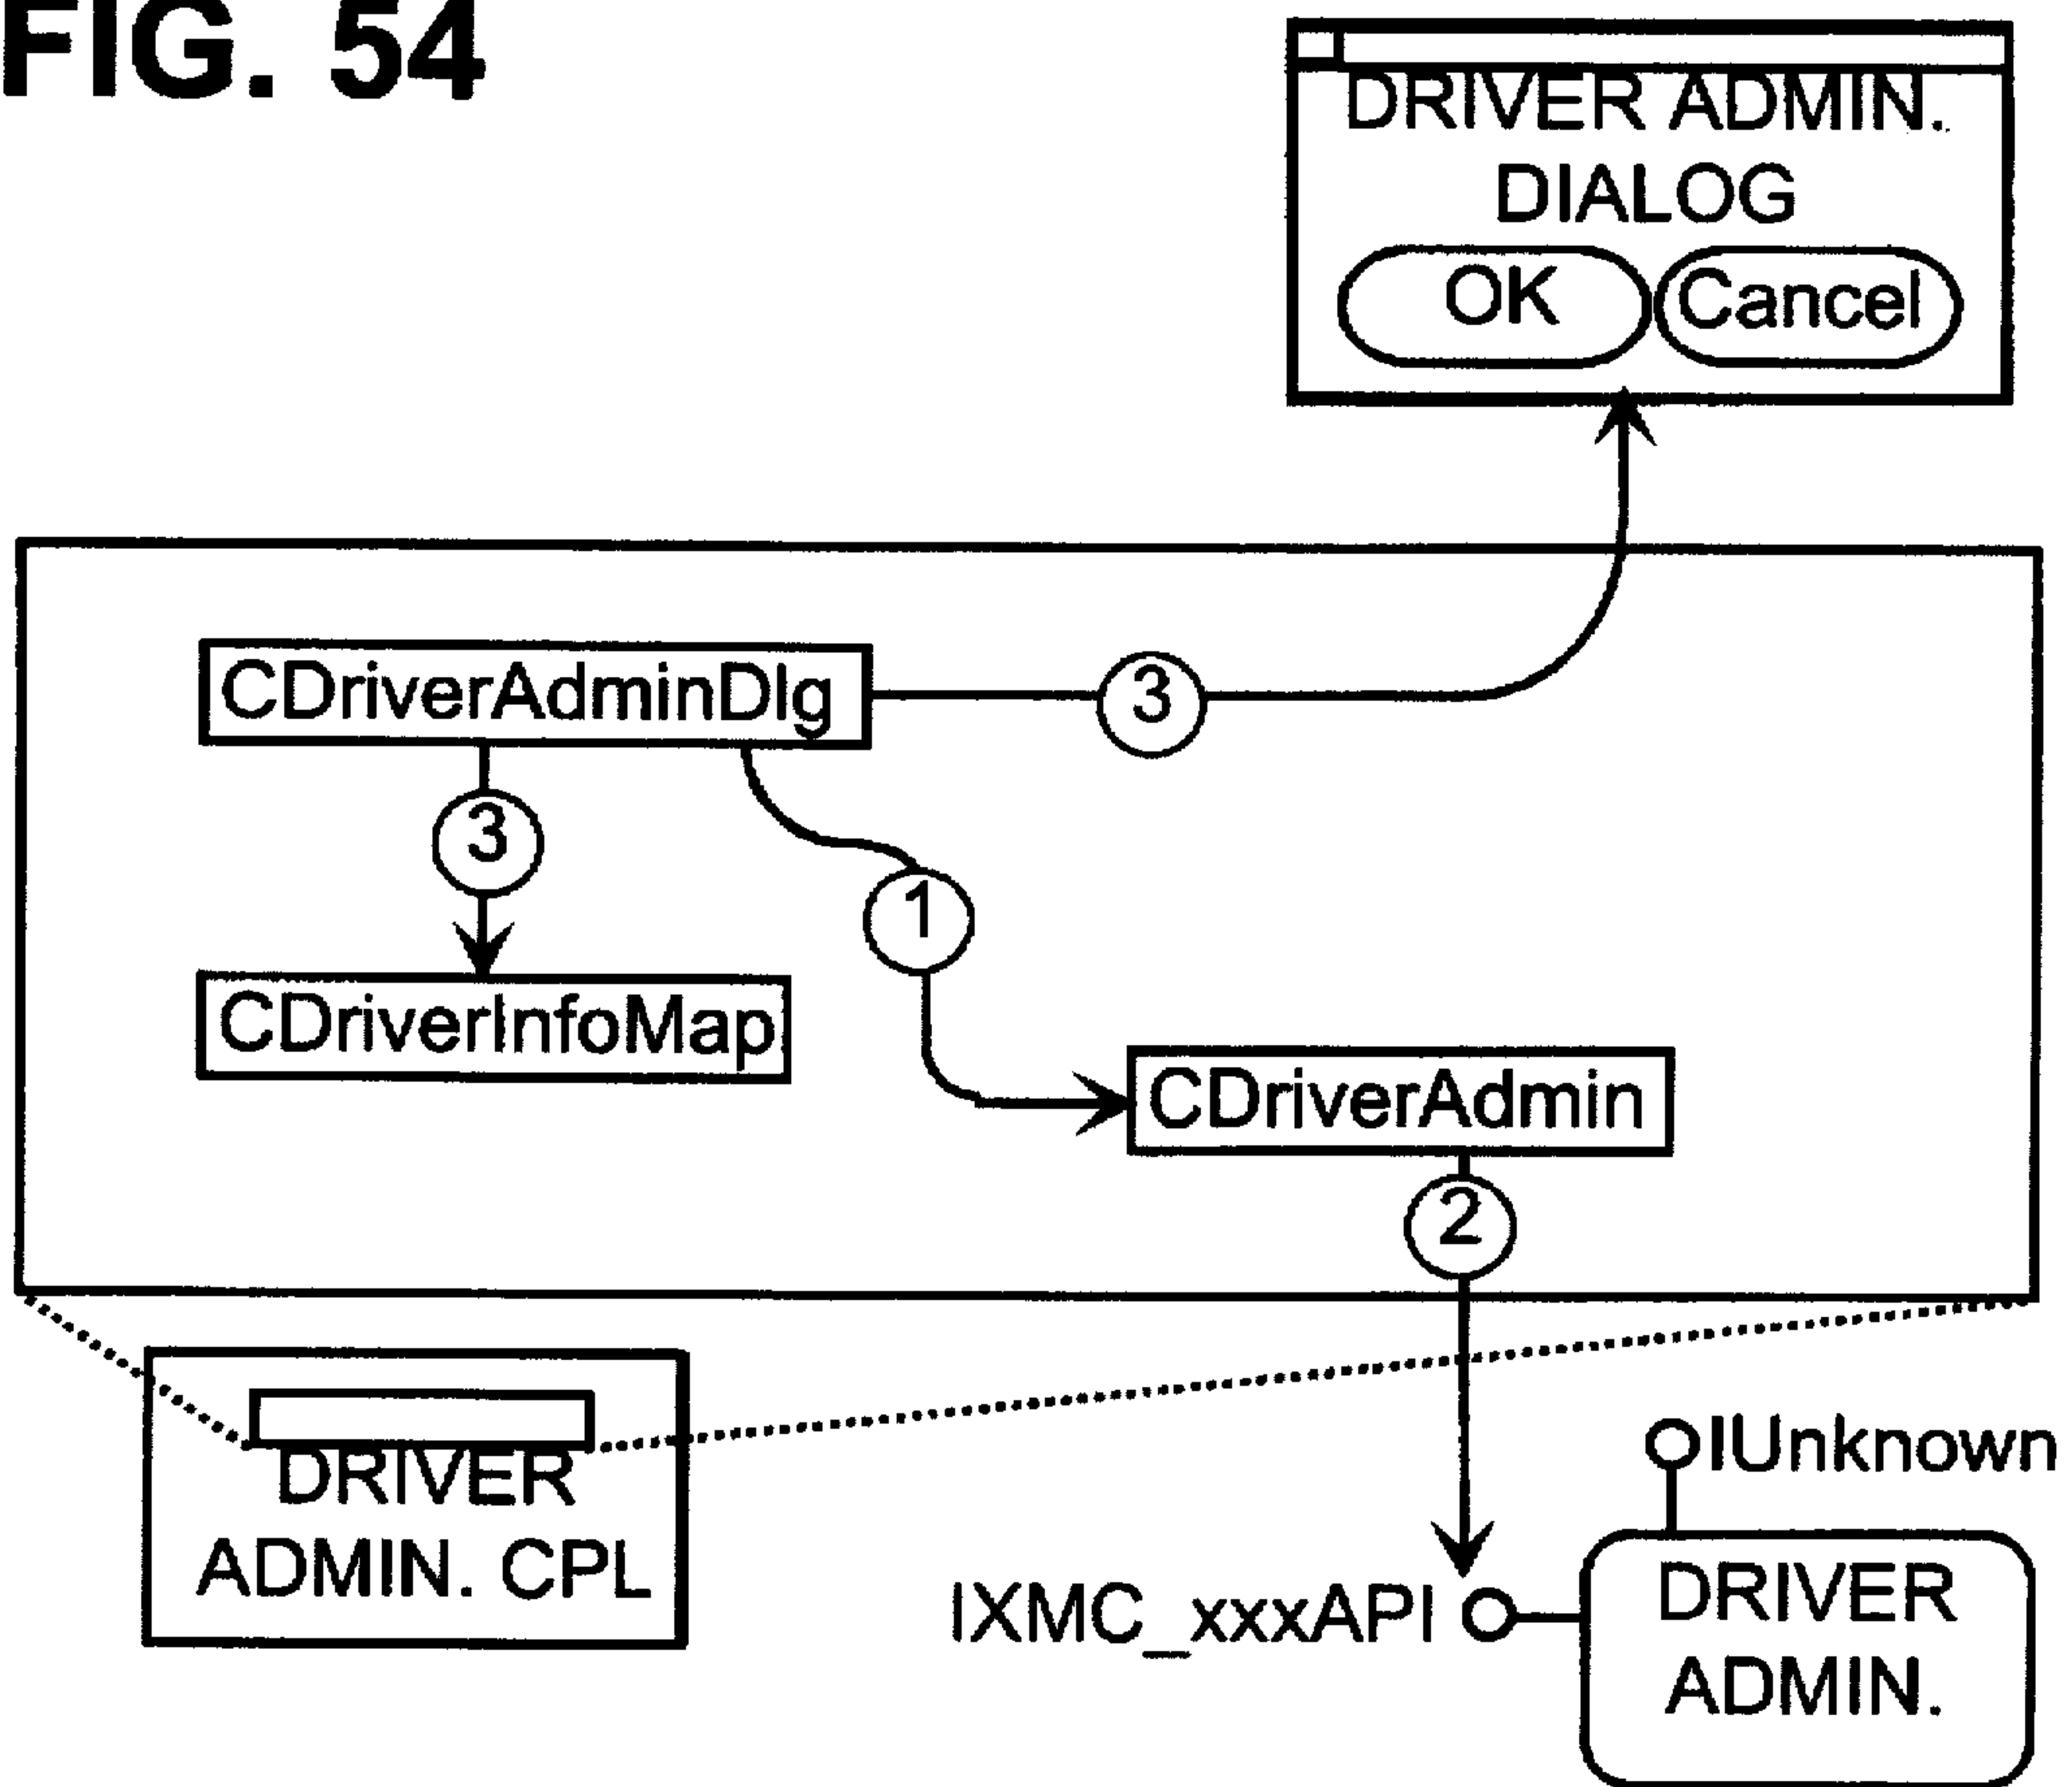 FIG. 54
DRIVER ADMIN.
DIALOG
OK
Cancel
CDriverAdminDlg
3
3
1
CDriverInfoMap
CDriverAdmin
2
DRIVER
ADMIN. CPL
IUnknown
IXMC_xxxAPI
DRIVER
ADMIN.